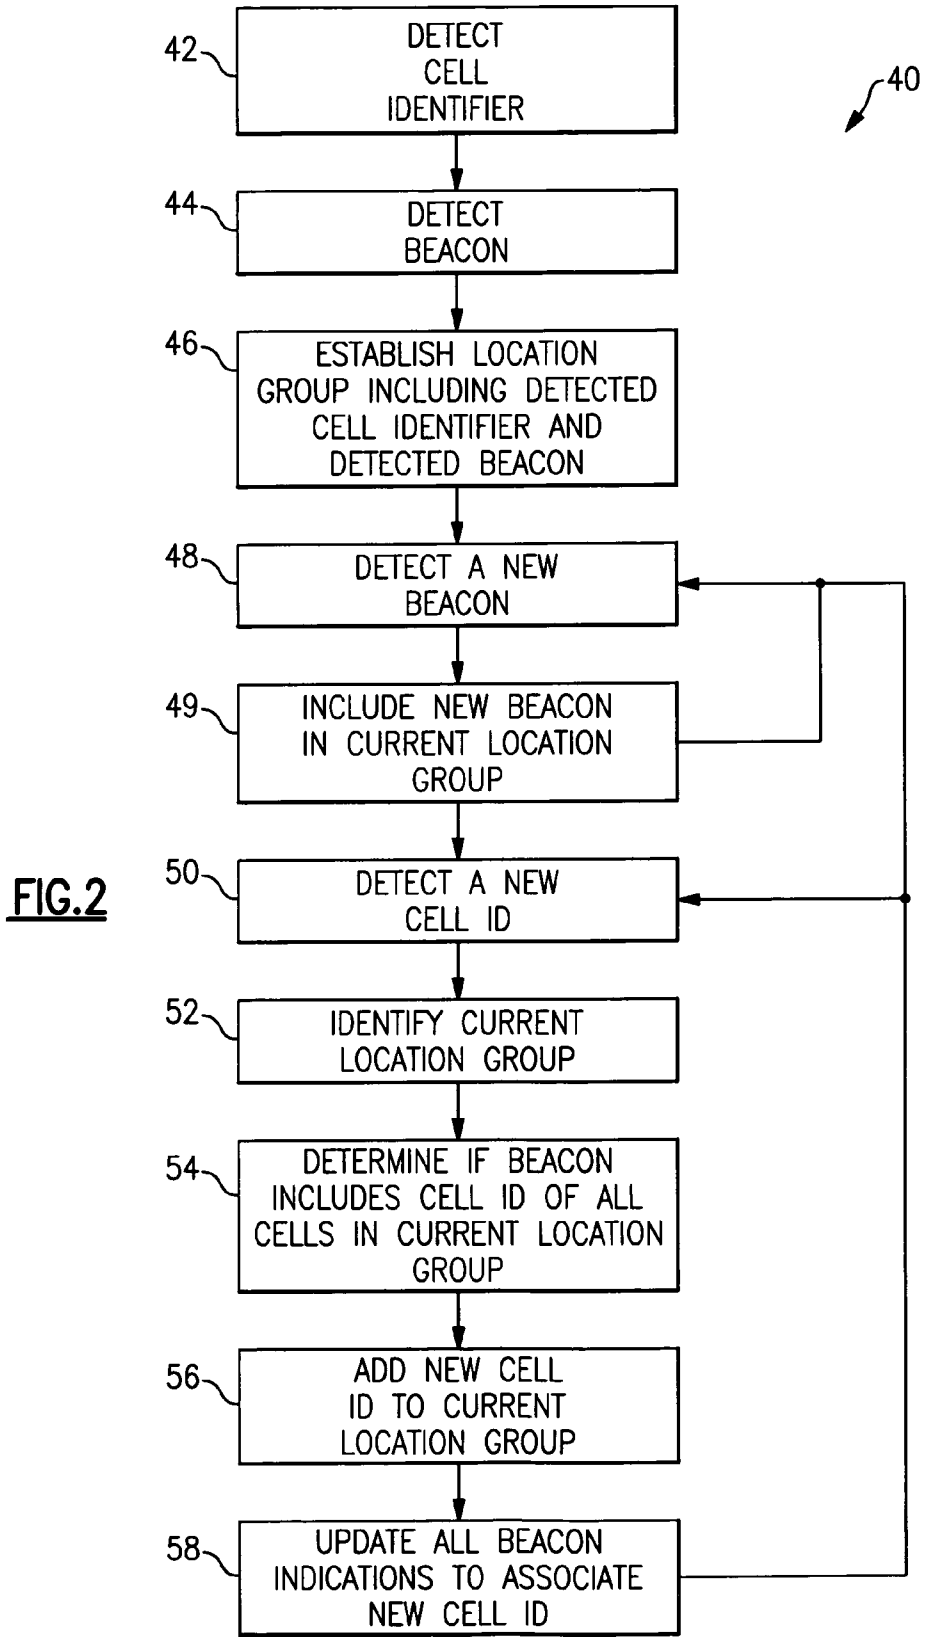 42
DETECT
CELL
IDENTIFIER
40
44
DETECT
BEACON
46
ESTABLISH LOCATION
GROUP INCLUDING DETECTED
CELL IDENTIFIER AND
DETECTED BEACON
48
DETECT A NEW
BEACON
49
INCLUDE NEW BEACON
IN CURRENT LOCATION
GROUP
FIG.2
50
DETECT A NEW
CELL ID
52
IDENTIFY CURRENT
LOCATION GROUP
54
DETERMINE IF BEACON
INCLUDES CELL ID OF ALL
CELLS IN CURRENT LOCATION
GROUP
56
ADD NEW CELL
ID TO CURRENT
LOCATION GROUP
58
UPDATE ALL BEACON
INDICATIONS TO ASSOCIATE
NEW CELL ID